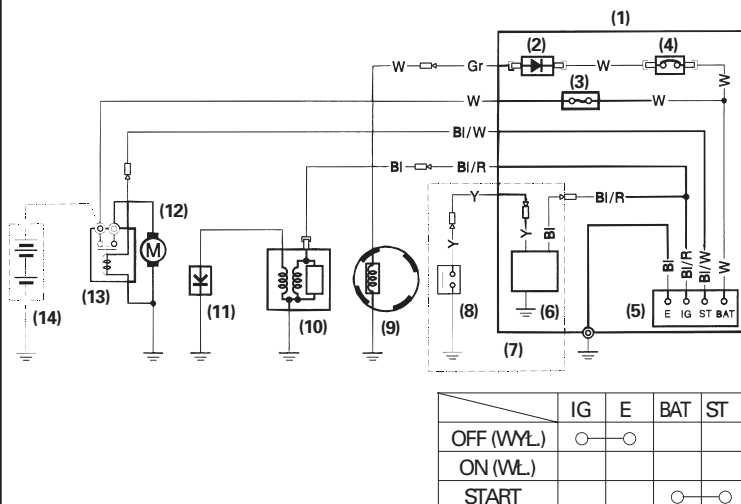 (1)
(2)
(4)
W
Gr
W
W
(3)
W
W
Bl/W
Bl
Bl/R
Y
Bl/R
(12)
Y
Y
Bl
Bl
Bl/R
Bl/W
W
M
(13)
(14)
(11)
(10)
(9)
(8)
(6)
(5)
E IG ST BAT
(7)
IG E BAT ST
OFF (WYŁ.)
ON (WŁ.)
START